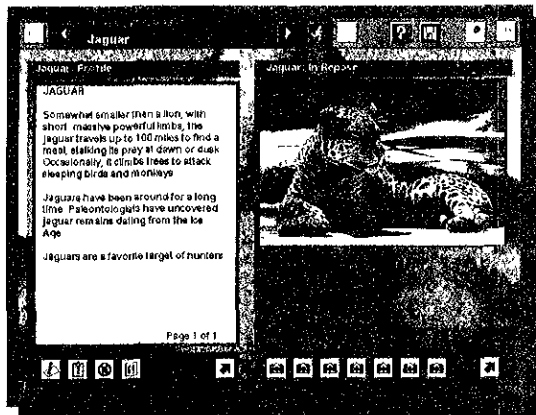 Jaguar
Jaguar: Profile
Jaguar: In Repose
JAGUAR
Somewhat smaller than a lion, with
short massive powerful limbs, the
jaguar travels up to 100 miles to find a
meal, stalking its prey at dawn or dusk
Occasionally, it climbs trees to attack
sleeping birds and monkeys
Jaguars have been around for a long
time. Paleontologists have uncovered
jaguar remains dating from the Ice
Age
Jaguars are a favorite target of hunters
Page 1 of 1
?